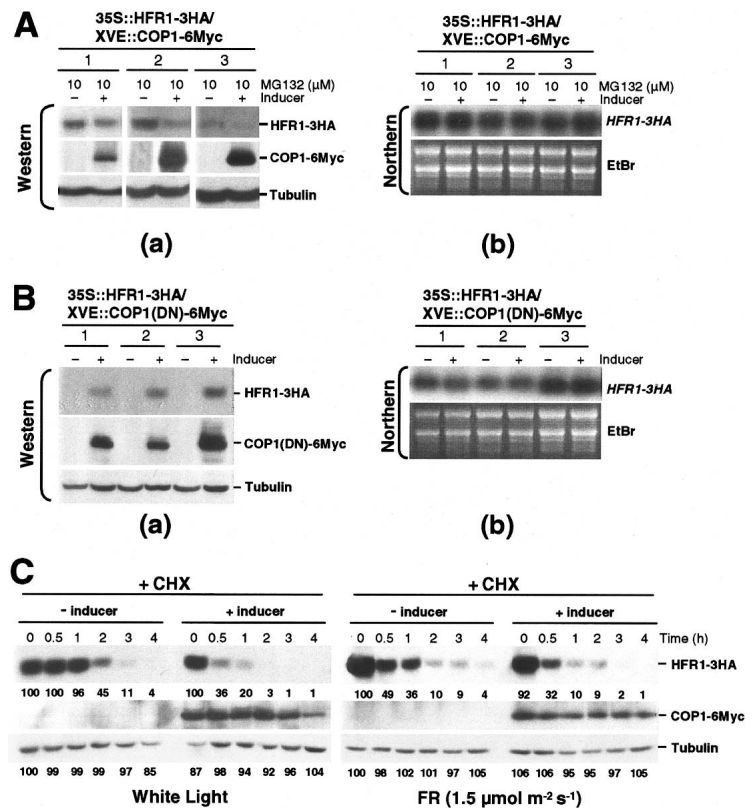 A
35S::HFR1-3HA/
XVE::COP1-6Myc
1 2 3
10 10 10 10 10 10 MG132 (µM)
− + − + − + Inducer
Western
HFR1-3HA
COP1-6Myc
Tubulin
(a)
35S::HFR1-3HA/
XVE::COP1-6Myc
1 2 3
10 10 10 10 10 10 MG132 (µM)
− + − + − + Inducer
Northern
HFR1-3HA
EtBr
(b)
B
35S::HFR1-3HA/
XVE::COP1(DN)-6Myc
1 2 3
− + − + − + Inducer
Western
HFR1-3HA
COP1(DN)-6Myc
Tubulin
(a)
35S::HFR1-3HA/
XVE::COP1(DN)-6Myc
1 2 3
− + − + − + Inducer
Northern
HFR1-3HA
EtBr
(b)
C
+ CHX + CHX
- inducer + inducer - inducer + inducer
0 0.5 1 2 3 4 0 0.5 1 2 3 4 0 0.5 1 2 3 4 0 0.5 1 2 3 4 Time (h)
HFR1-3HA
100 100 96 45 11 4 100 36 20 3 1 1 100 49 36 10 9 4 92 32 10 9 2 1
COP1-6Myc
Tubulin
100 99 99 99 97 85 87 98 94 92 96 104 100 98 102 101 97 105 106 106 95 95 97 105
White Light FR (1.5 µmol m⁻² s⁻¹)